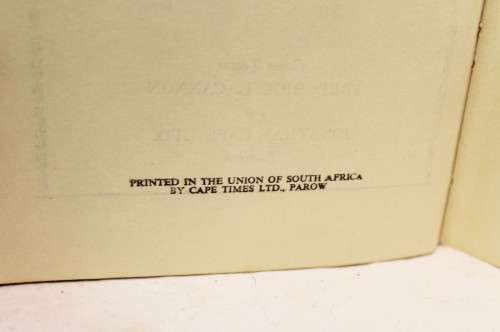 PRINTED IN THE UNION OF SOUTH AFRICA
BY CAPE TIMES LTD., PAROW